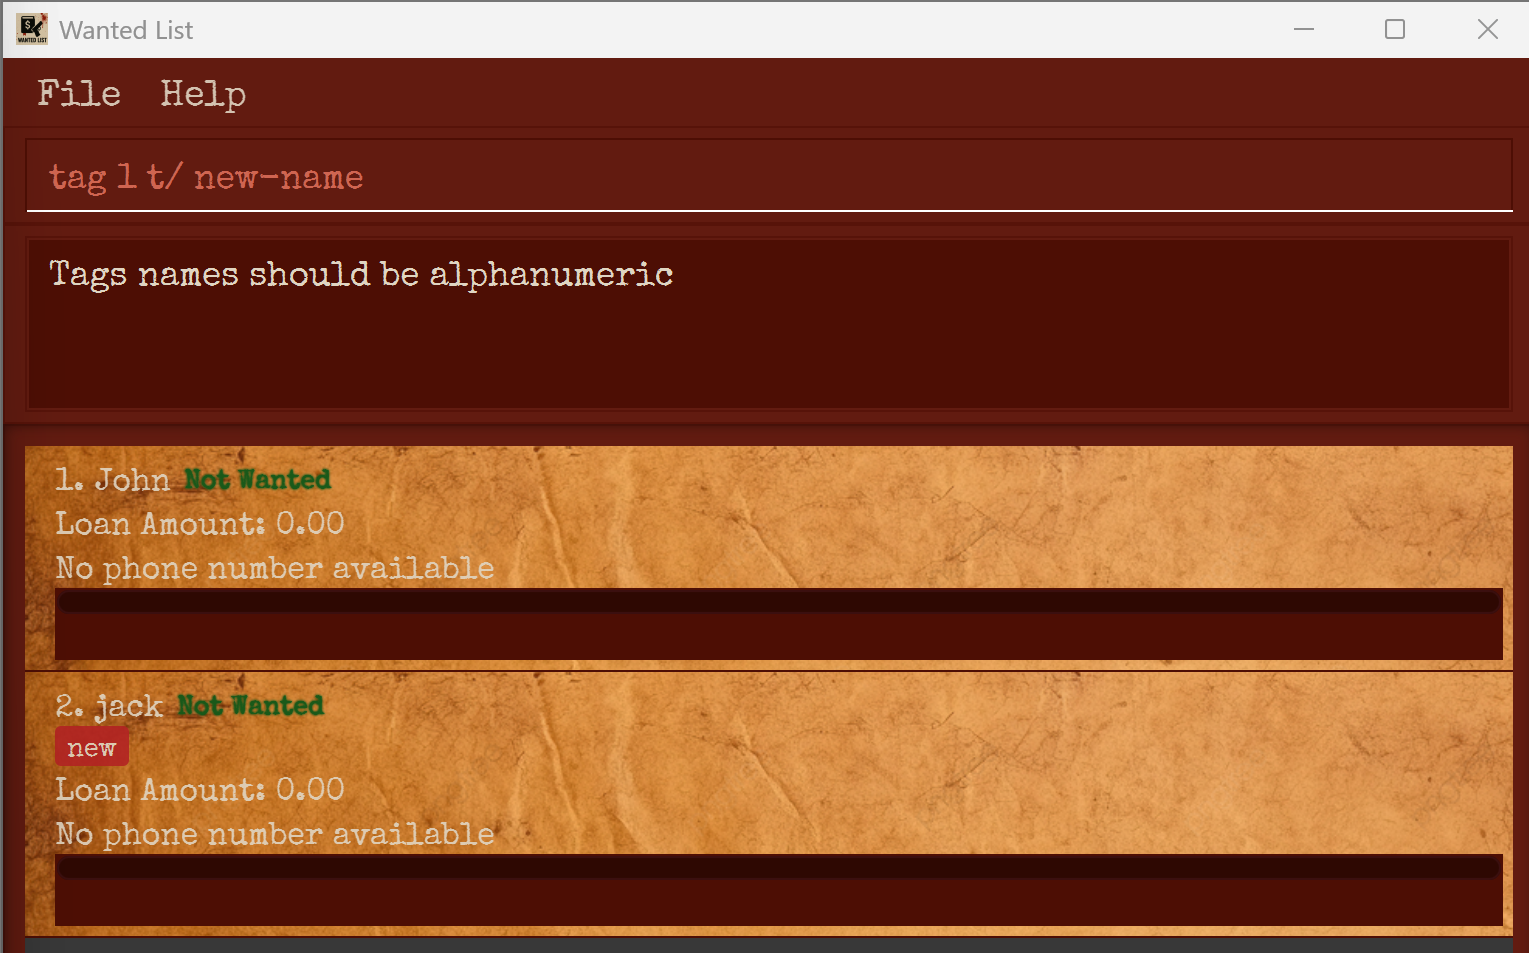 WANTED LIST
Wanted List
File Help
tag 1 t/ new-name
Tags names should be alphanumeric
1. John Not Wanted
Loan Amount: 0.00
No phone number available
2. jack Not Wanted
new
Loan Amount: 0.00
No phone number available